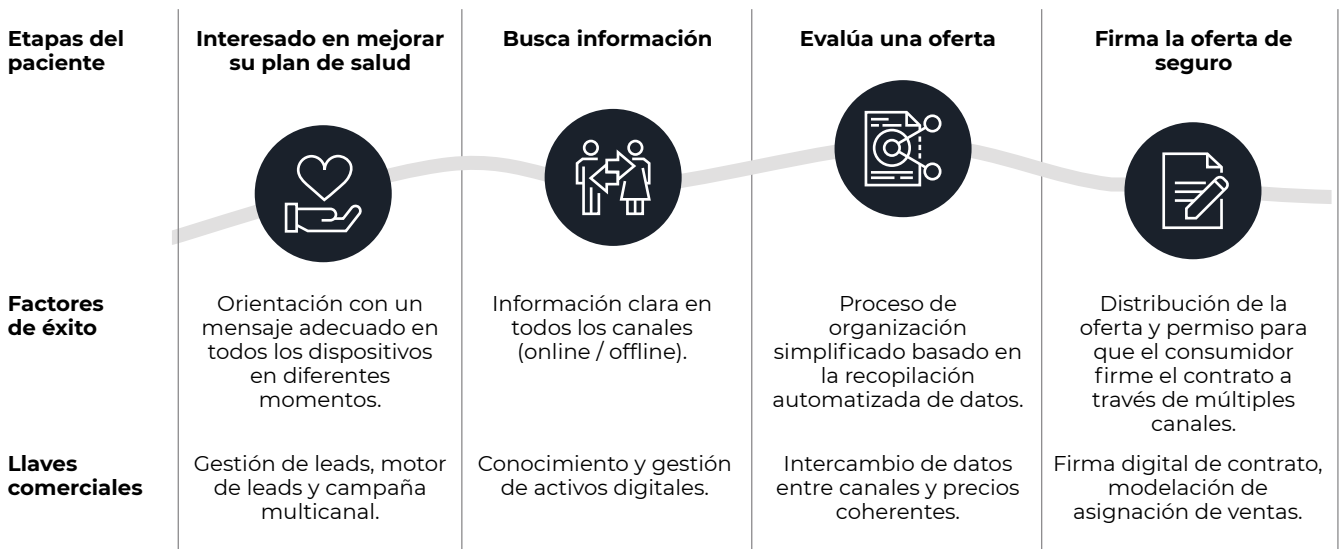 Etapas del
paciente
Interesado en mejorar
su plan de salud
Busca información
Evalúa una oferta
Firma la oferta de
seguro
Factores
de éxito
Orientación con un
mensaje adecuado en
todos los dispositivos
en diferentes
momentos.
Información clara en
todos los canales
(online / offline).
Proceso de
organización
simplificado basado en
la recopilación
automatizada de datos.
Distribución de la
oferta y permiso para
que el consumidor
firme el contrato a
través de múltiples
canales.
Llaves
comerciales
Gestión de leads, motor
de leads y campaña
multicanal.
Conocimiento y gestión
de activos digitales.
Intercambio de datos
entre canales y precios
coherentes.
Firma digital de contrato,
modelación de
asignación de ventas.